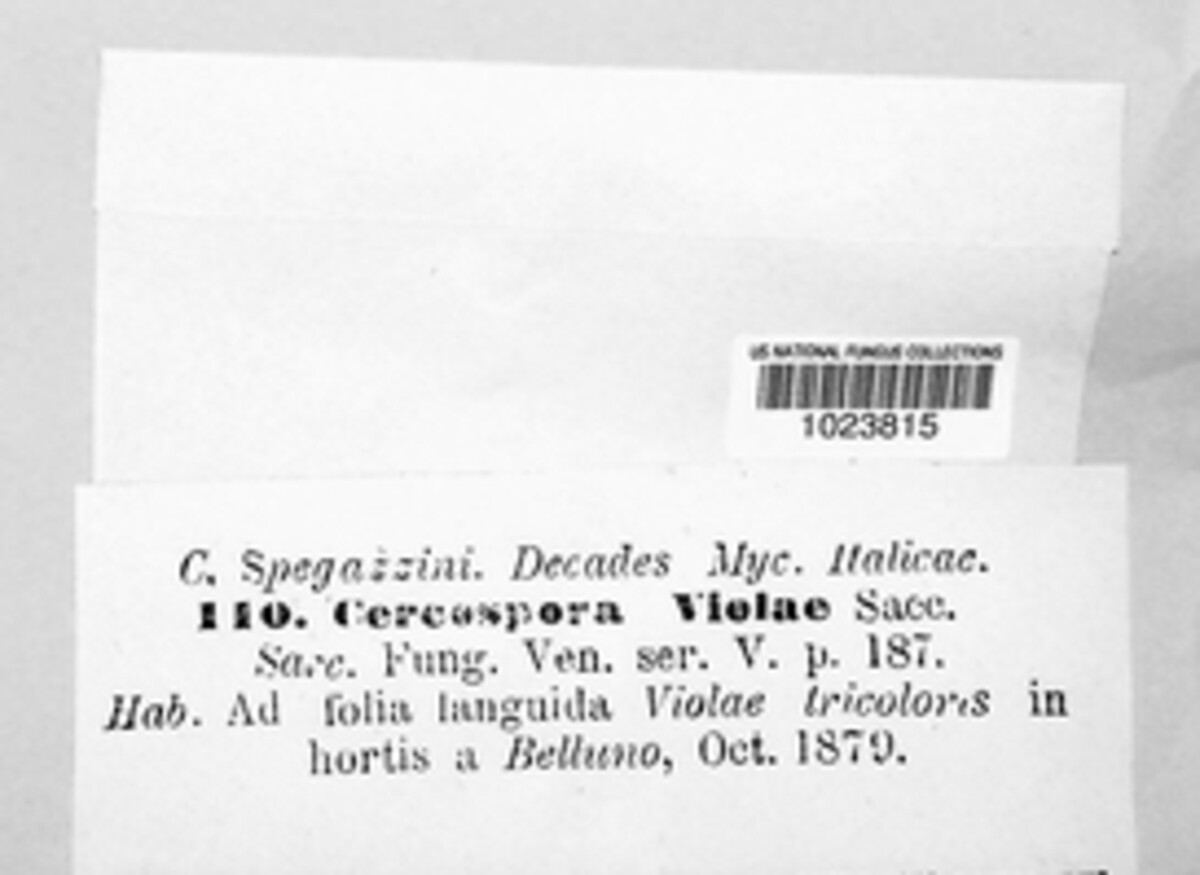 US NATIONAL FUNGUS COLLECTIONS
1023815
C. Spegazzini. Decades Myc. Italicae.
110. Cercospora Violae Sacc.
Sacc. Fung. Ven. ser. V. p. 187.
Hab. Ad folia languida Violae tricoloris in
hortis a Belluno, Oct. 1879.